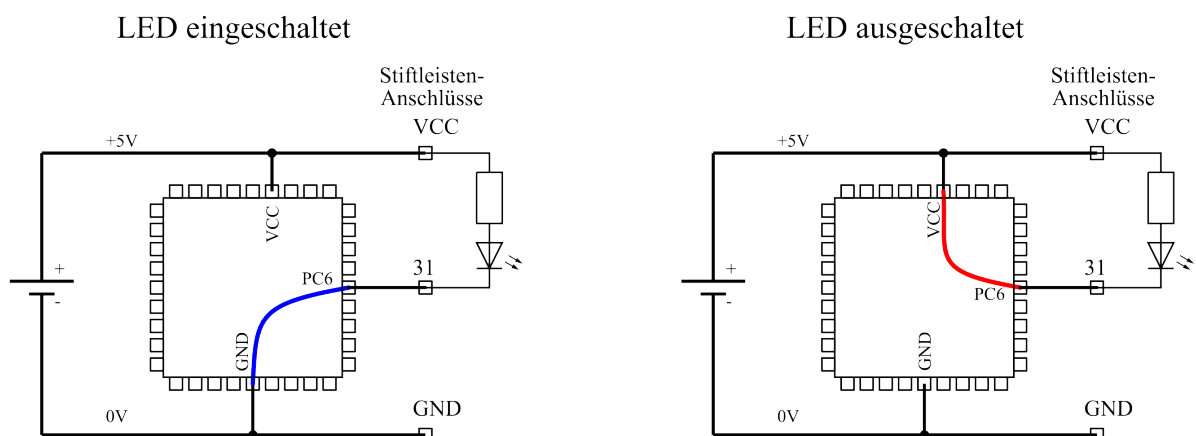 LED eingeschaltet
Stiftleisten-
Anschlüsse
VCC
+5V
VCC
+
-
PC6
31
GND
0V
GND
LED ausgeschaltet
Stiftleisten-
Anschlüsse
VCC
+5V
VCC
+
-
PC6
31
GND
0V
GND